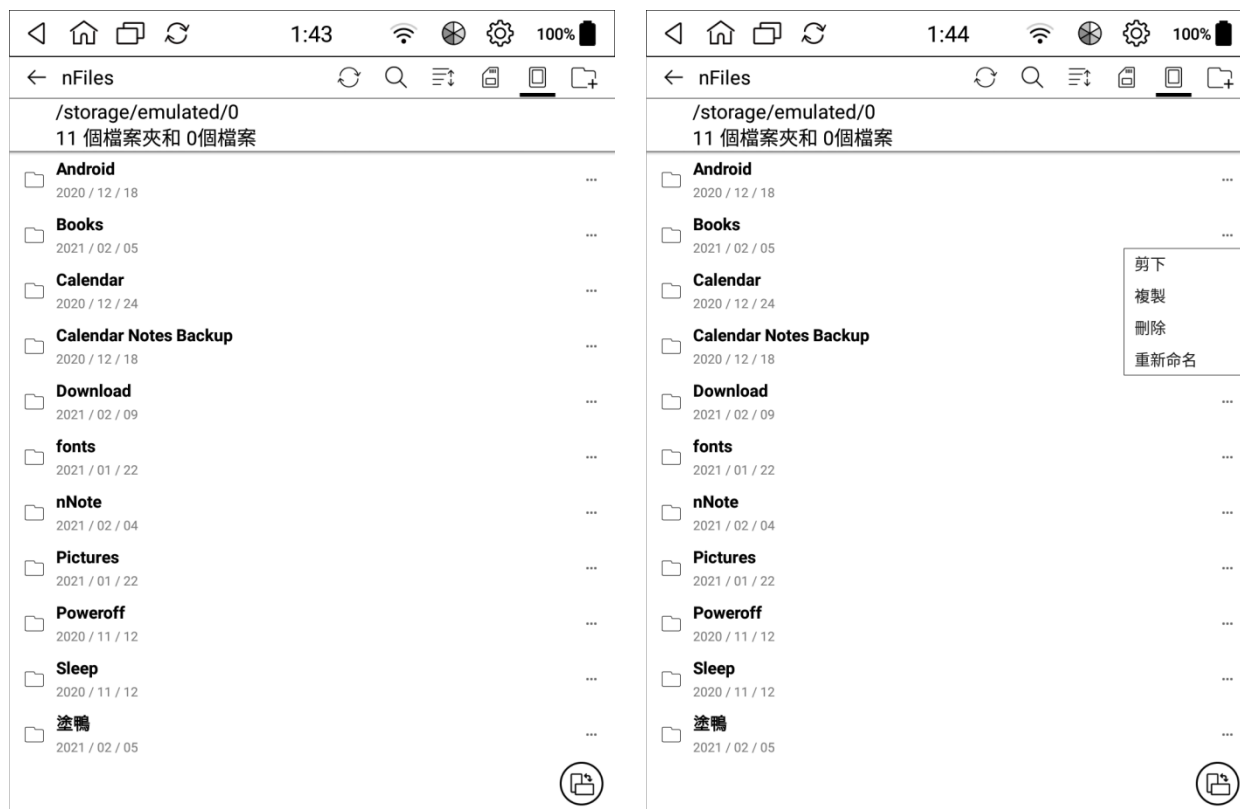 1:43
100%
nFiles
/storage/emulated/0
11 個檔案夾和 0個檔案
Android
2020 / 12 / 18
Books
2021 / 02 / 05
Calendar
2020 / 12 / 24
Calendar Notes Backup
2020 / 12 / 18
Download
2021 / 02 / 09
fonts
2021 / 01 / 22
nNote
2021 / 02 / 04
Pictures
2021 / 01 / 22
Poweroff
2020 / 11 / 12
Sleep
2020 / 11 / 12
塗鴨
2021 / 02 / 05
1:44
100%
nFiles
/storage/emulated/0
11 個檔案夾和 0個檔案
Android
2020 / 12 / 18
Books
2021 / 02 / 05
剪下
複製
刪除
重新命名
Calendar
2020 / 12 / 24
Calendar Notes Backup
2020 / 12 / 18
Download
2021 / 02 / 09
fonts
2021 / 01 / 22
nNote
2021 / 02 / 04
Pictures
2021 / 01 / 22
Poweroff
2020 / 11 / 12
Sleep
2020 / 11 / 12
塗鴨
2021 / 02 / 05